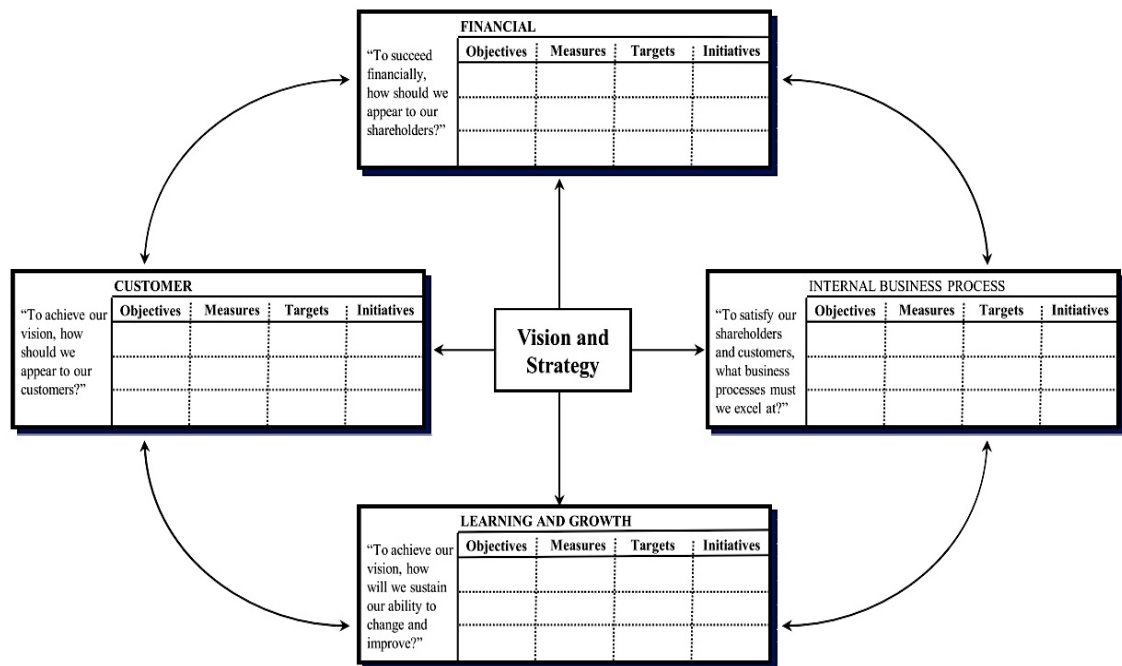 FINANCIAL
Objectives Measures Targets Initiatives
“To succeed
financially,
how should we
appear to our
shareholders?”
CUSTOMER
Objectives Measures Targets Initiatives
“To achieve our
vision, how
should we
appear to our
customers?”
Vision and
Strategy
INTERNAL BUSINESS PROCESS
Objectives Measures Targets Initiatives
“To satisfy our
shareholders
and customers,
what business
processes must
we excel at?”
LEARNING AND GROWTH
Objectives Measures Targets Initiatives
“To achieve our
vision, how
will we sustain
our ability to
change and
improve?”